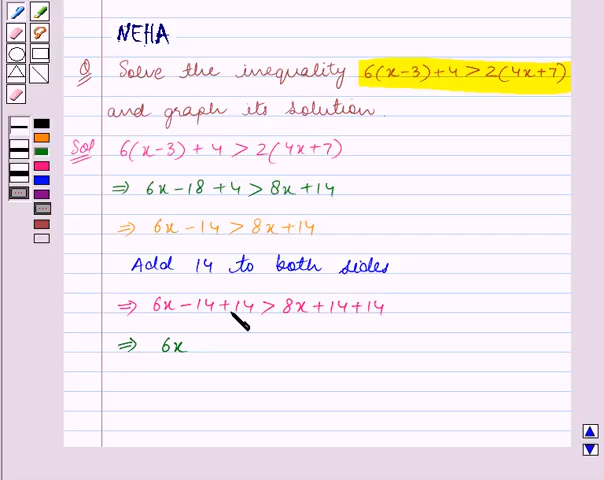 NEHA
Q Solve the inequality 6(x-3)+4>2(4x+7)
and graph its solution.
Sol 6(x-3)+4>2(4x+7)
⇒ 6x-18+4>8x+14
⇒ 6x-14>8x+14
Add 14 to both sides
⇒ 6x-14+14>8x+14+14
⇒ 6x